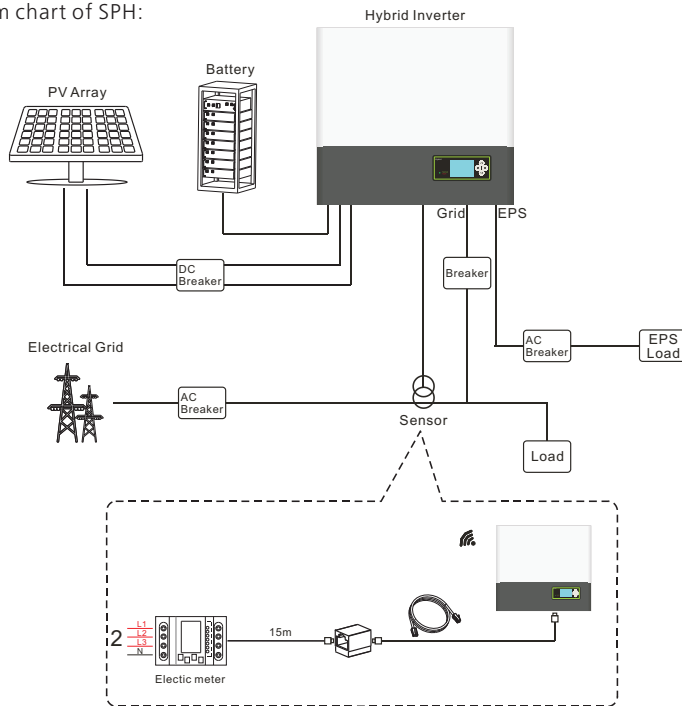 m chart of SPH:
Hybrid Inverter
Battery
PV Array
Grid
EPS
DC
Breaker
Breaker
AC
Breaker
EPS
Load
Electrical Grid
AC
Breaker
Sensor
Load
2
L1
L2
L3
N
15m
Electic meter